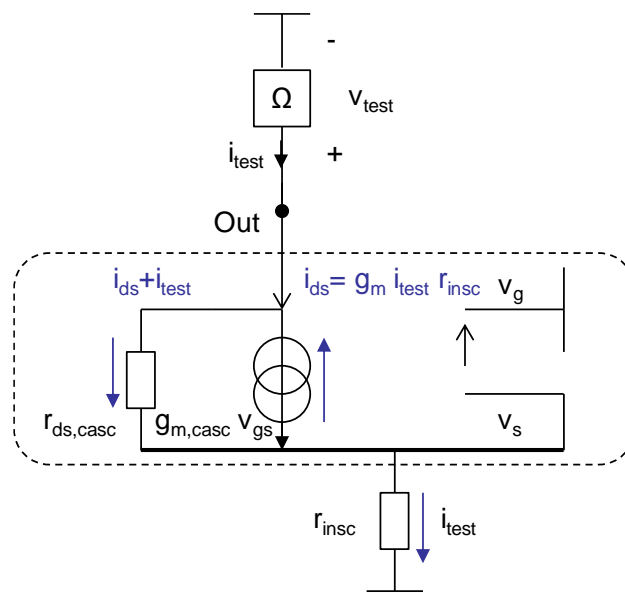 -
Ω
v_test
i_test
+
Out
i_ds+i_test
i_ds= g_m i_test r_insc
v_g
r_ds,casc
g_m,casc v_gs
v_s
r_insc
i_test